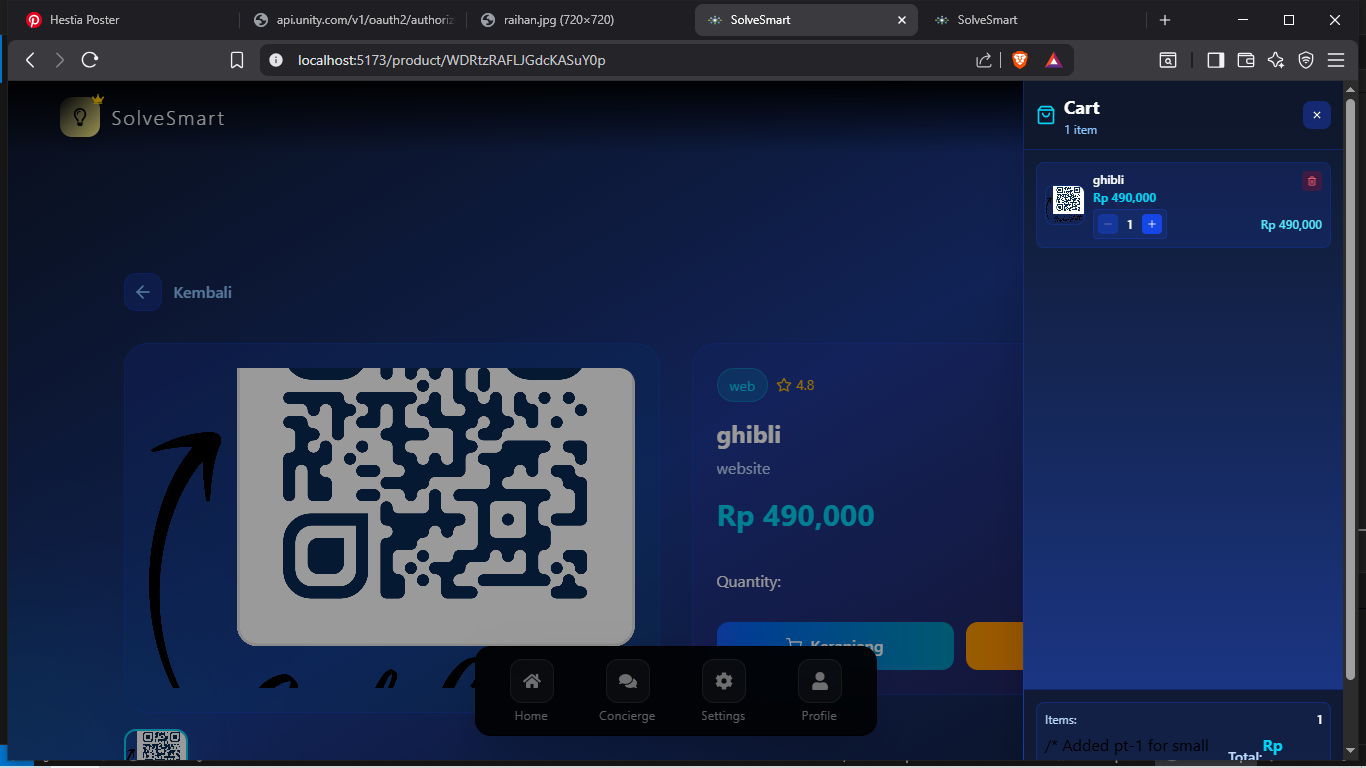 Hestia Poster
api.unity.com/v1/oauth2/authoriz
raihan.jpg (720×720)
SolveSmart
SolveSmart
localhost:5173/product/WDRtzRAFLJGdcKASuY0p
SolveSmart
Cart
1 item
ghibli
Rp 490,000
1
Rp 490,000
Kembali
web
4.8
ghibli
website
Rp 490,000
Quantity:
Keranjang
Home
Concierge
Settings
Profile
Items:
1
/* Added pt-1 for small
Total:
Rp